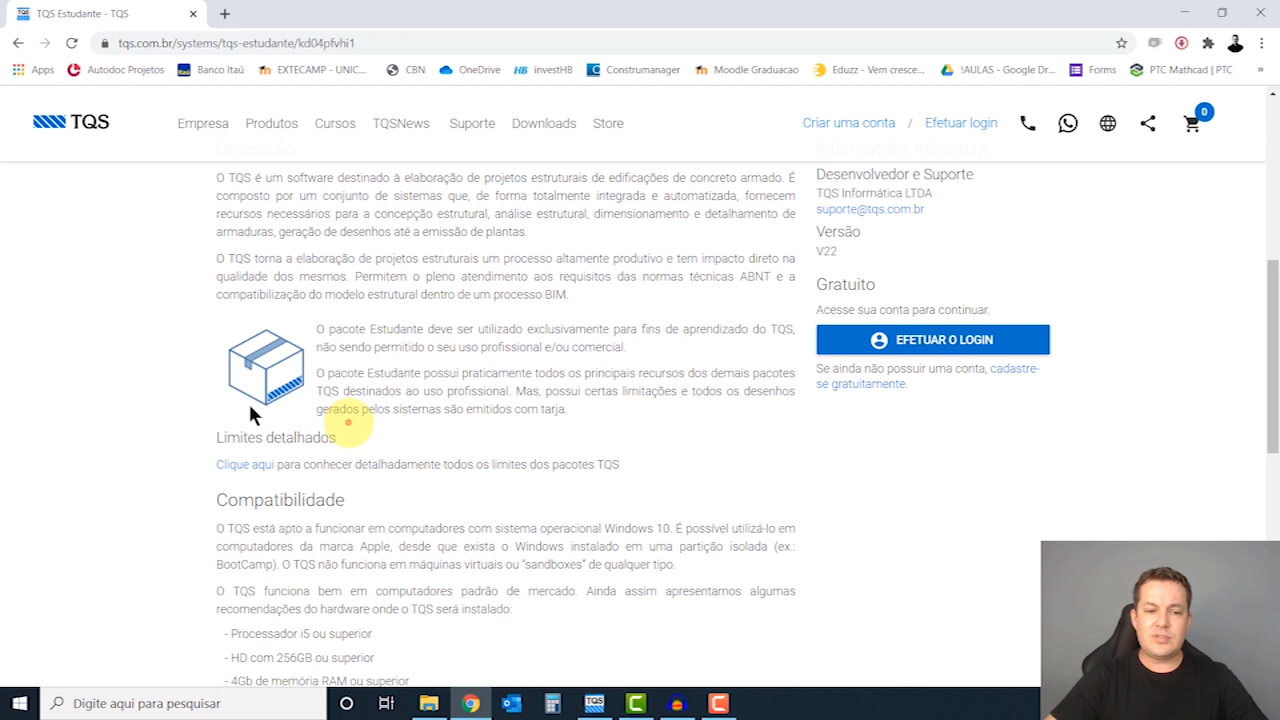 TQS Estudante - TQS
tqs.com.br/systems/tqs-estudante/kd04pfvhi1
Apps Autodoc Projetos Banco Itaú EXTECAMP - UNIC... CBN OneDrive HB investHB Construmanager Moodle Graduacao Eduzz - Vem cresce... !AULAS - Google Dr... Forms PTC Mathcad | PTC »
TQS Empresa Produtos Cursos TQSNews Suporte Downloads Store Criar uma conta / Efetuar login 0
Descrição
O TQS é um software destinado à elaboração de projetos estruturais de edificações de concreto armado. É
composto por um conjunto de sistemas que, de forma totalmente integrada e automatizada, fornecem
recursos necessários para a concepção estrutural, análise estrutural, dimensionamento e detalhamento de
armaduras, geração de desenhos até a emissão de plantas.
O TQS torna a elaboração de projetos estruturais um processo altamente produtivo e tem impacto direto na
qualidade dos mesmos. Permitem o pleno atendimento aos requisitos das normas técnicas ABNT e a
compatibilização do modelo estrutural dentro de um processo BIM.
O pacote Estudante deve ser utilizado exclusivamente para fins de aprendizado do TQS,
não sendo permitido o seu uso profissional e/ou comercial.
O pacote Estudante possui praticamente todos os principais recursos dos demais pacotes
TQS destinados ao uso profissional. Mas, possui certas limitações e todos os desenhos
gerados pelos sistemas são emitidos com tarja.
Limites detalhados
Clique aqui para conhecer detalhadamente todos os limites dos pacotes TQS
Compatibilidade
O TQS está apto a funcionar em computadores com sistema operacional Windows 10. É possível utilizá-lo em
computadores da marca Apple, desde que exista o Windows instalado em uma partição isolada (ex.:
BootCamp). O TQS não funciona em máquinas virtuais ou “sandboxes” de qualquer tipo.
O TQS funciona bem em computadores padrão de mercado. Ainda assim apresentamos algumas
recomendações do hardware onde o TQS será instalado:
- Processador i5 ou superior
- HD com 256GB ou superior
- 4Gb de memória RAM ou superior
Informações Adicionais
Desenvolvedor e Suporte
TQS Informática LTDA
suporte@tqs.com.br
Versão
V22
Gratuito
Acesse sua conta para continuar.
EFETUAR O LOGIN
Se ainda não possuir uma conta, cadastre-
se gratuitamente.
Digite aqui para pesquisar
TQS